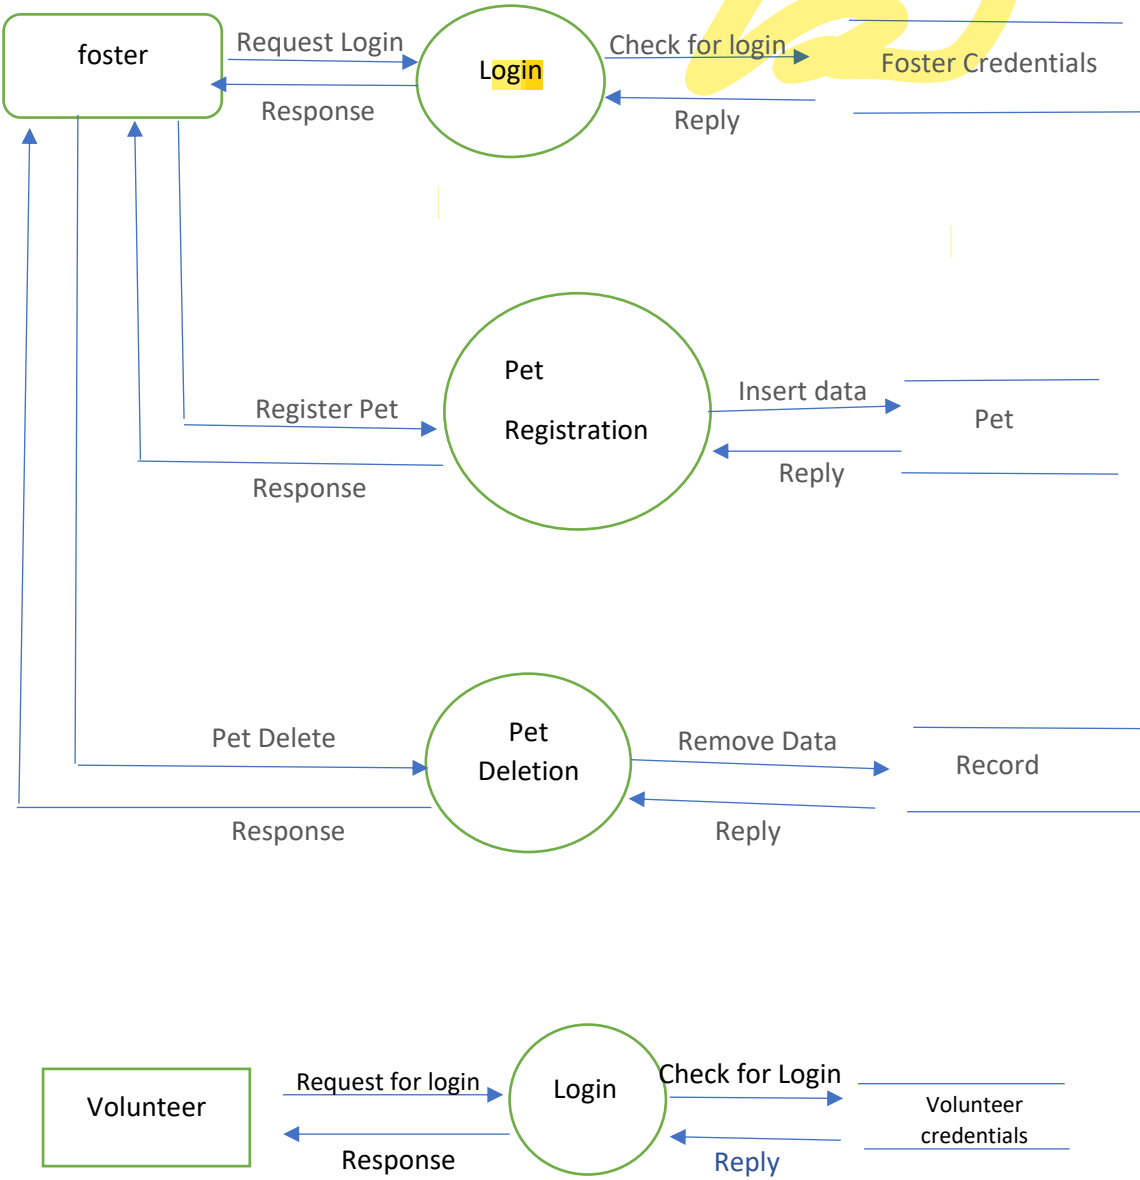 foster
Request Login
Response
Login
Check for login
Reply
Foster Credentials
Register Pet
Response
Pet
Registration
Insert data
Reply
Pet
Pet Delete
Response
Pet
Deletion
Remove Data
Reply
Record
Volunteer
Request for login
Response
Login
Check for Login
Reply
Volunteer
credentials